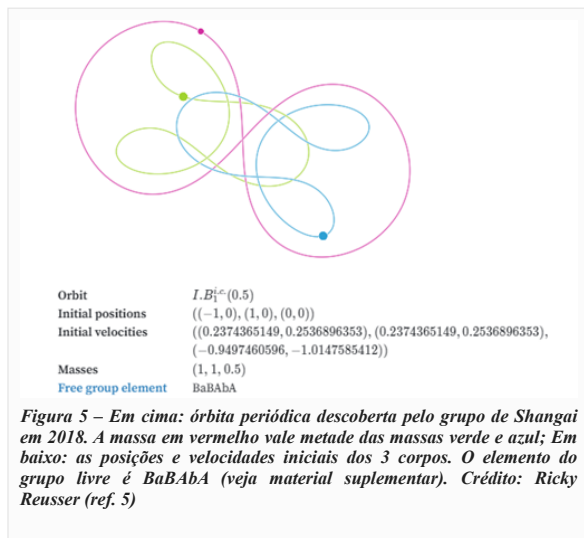 Orbit I.B₁^{i.c.}(0.5)
Initial positions ((−1, 0), (1, 0), (0, 0))
Initial velocities ((0.2374365149, 0.2536896353), (0.2374365149, 0.2536896353),
(−0.9497460596, −1.0147585412))
Masses (1, 1, 0.5)
Free group element BaBAbA
Figura 5 – Em cima: órbita periódica descoberta pelo grupo de Shangai
em 2018. A massa em vermelho vale metade das massas verde e azul; Em
baixo: as posições e velocidades iniciais dos 3 corpos. O elemento do
grupo livre é BaBAbA (veja material suplementar). Crédito: Ricky
Reusser (ref. 5)